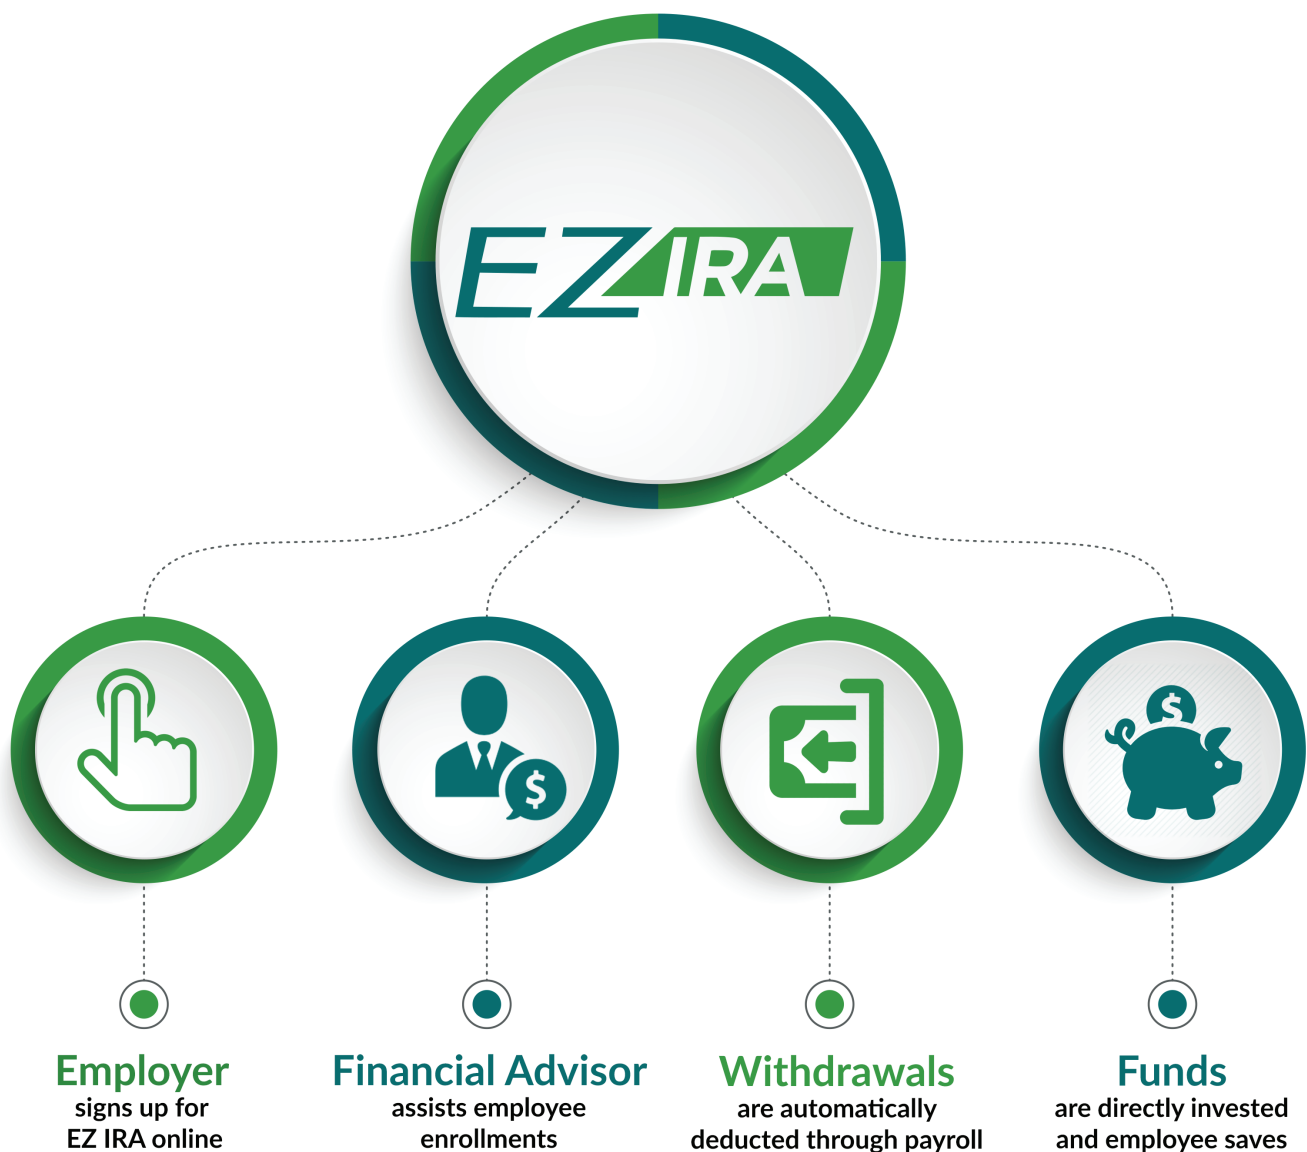 EZ IRA
$
$
Employer
signs up for
EZ IRA online
Financial Advisor
assists employee
enrollments
Withdrawals
are automatically
deducted through payroll
Funds
are directly invested
and employee saves